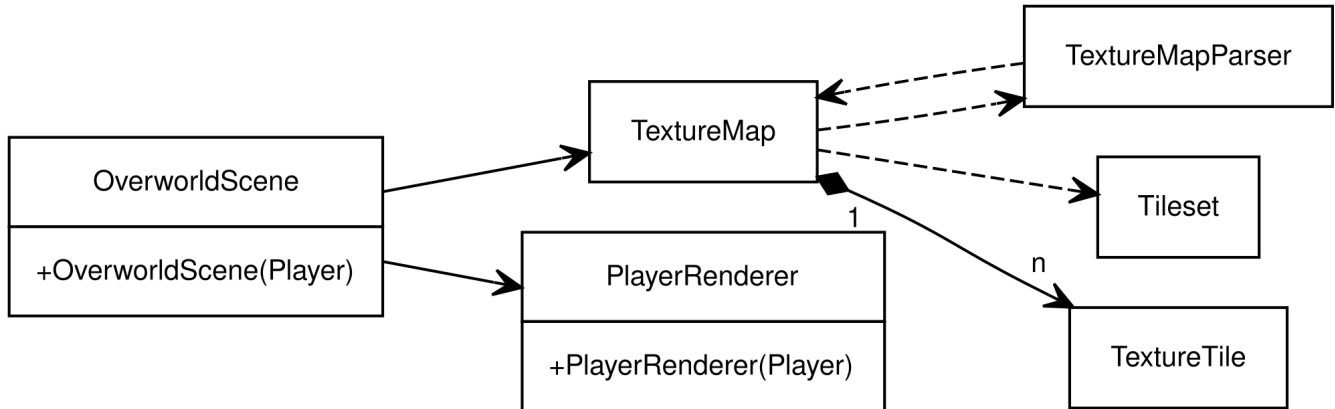 TextureMapParser
TextureMap
OverworldScene
+OverworldScene(Player)
Tileset
1
n
PlayerRenderer
+PlayerRenderer(Player)
TextureTile